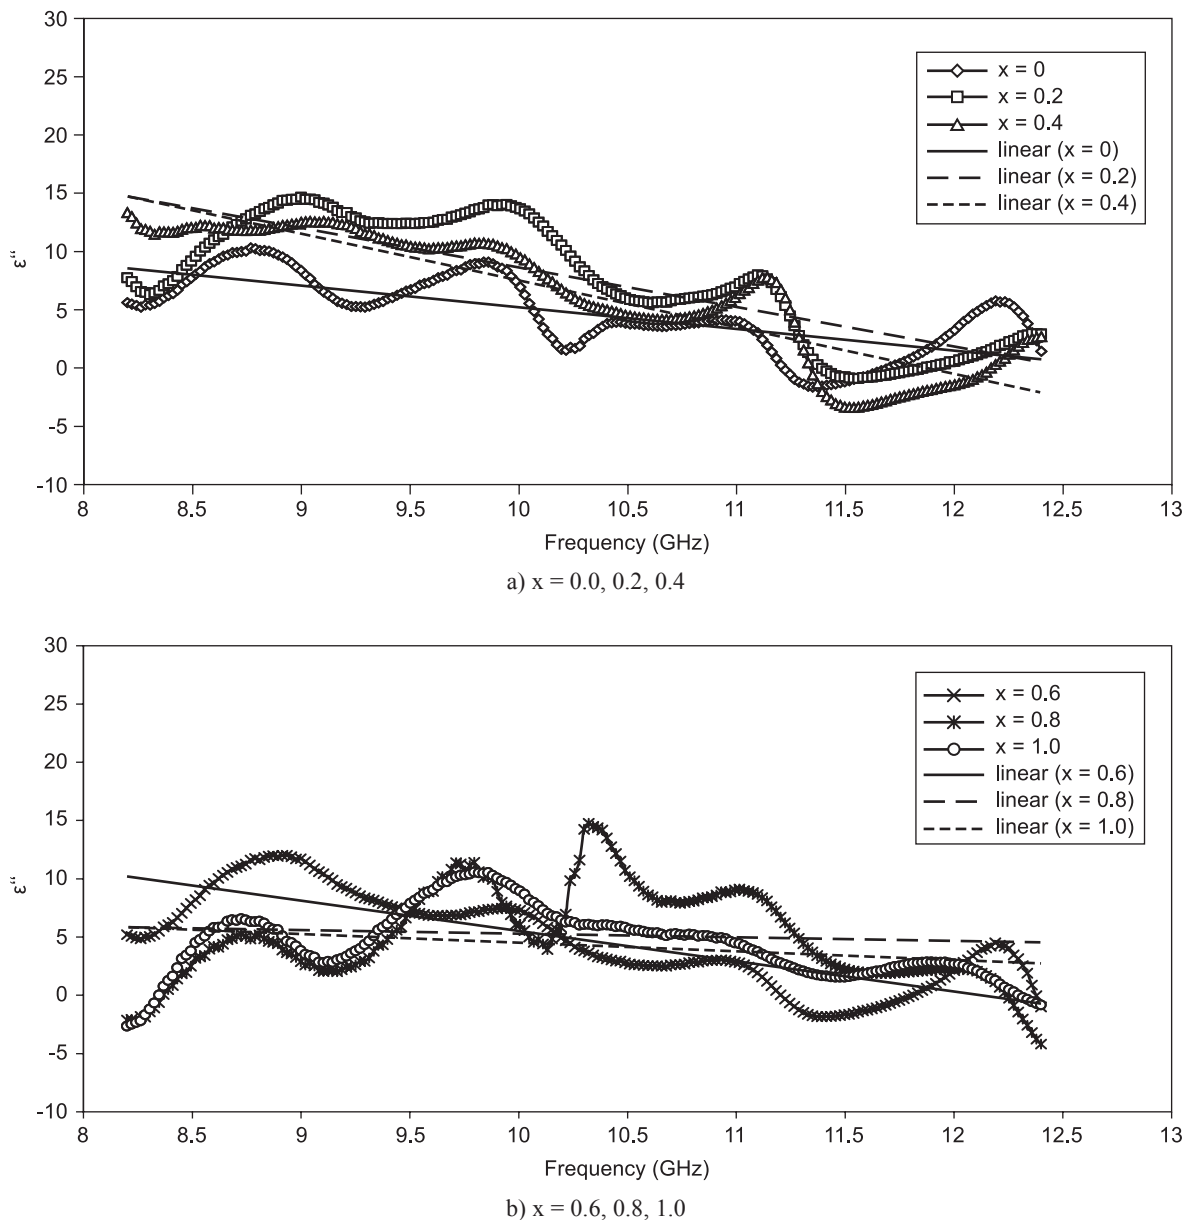 30
25
20
15
10
5
0
-5
-10
ε"
x = 0
x = 0.2
x = 0.4
linear (x = 0)
linear (x = 0.2)
linear (x = 0.4)
8 8.5 9 9.5 10 10.5 11 11.5 12 12.5 13
Frequency (GHz)
a) x = 0.0, 0.2, 0.4
30
25
20
15
10
5
0
-5
-10
ε"
x = 0.6
x = 0.8
x = 1.0
linear (x = 0.6)
linear (x = 0.8)
linear (x = 1.0)
8 8.5 9 9.5 10 10.5 11 11.5 12 12.5 13
Frequency (GHz)
b) x = 0.6, 0.8, 1.0